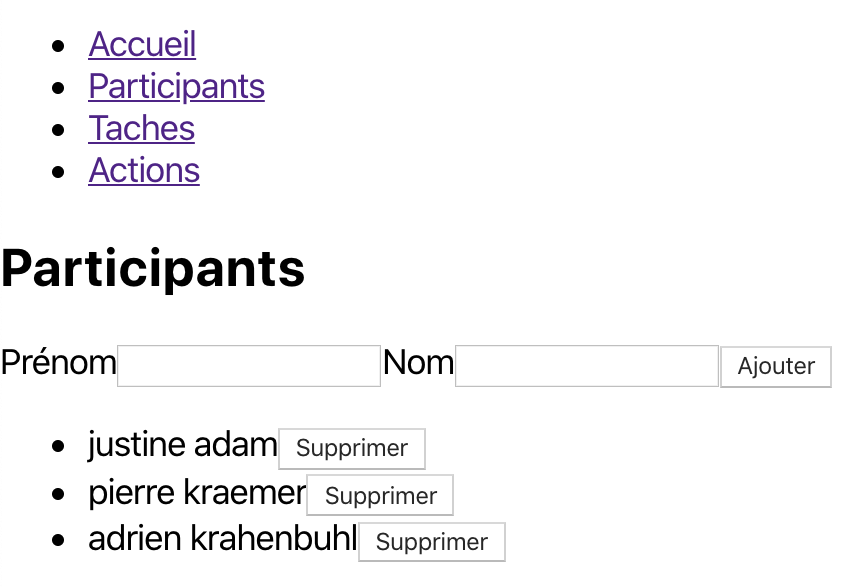 Accueil
Participants
Taches
Actions
Participants
Prénom Nom Ajouter
justine adam Supprimer
pierre kraemer Supprimer
adrien krahenbuhl Supprimer